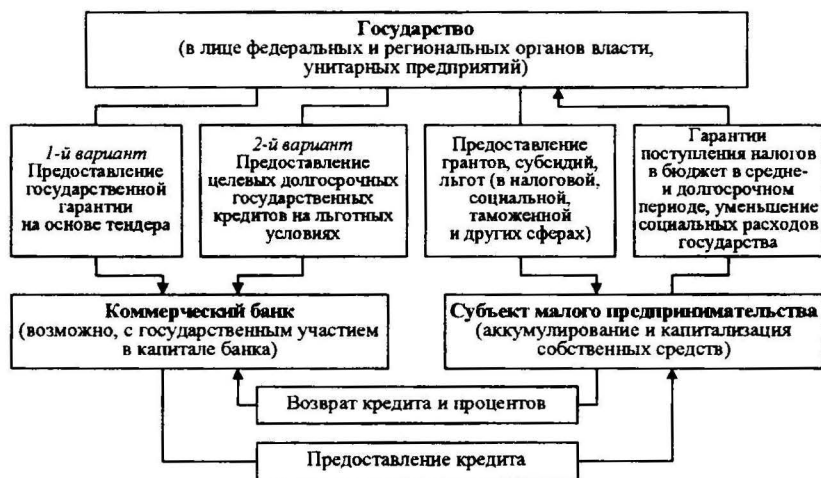 Государство
(в лице федеральных и региональных органов власти,
унитарных предприятий)
1-й вариант
Предоставление
государственной
гарантии
на основе тендера
2-й вариант
Предоставление
целевых долгосрочных
государственных
кредитов на льготных
условиях
Предоставление
грантов, субсидий,
льгот (в налоговой,
социальной,
таможенной
и других сферах)
Гарантии
поступления налогов
в бюджет в средне-
и долгосрочном
периоде, уменьшение
социальных расходов
государства
Коммерческий банк
(возможно, с государственным участием
в капитале банка)
Субъект малого предпринимательства
(аккумулирование и капитализация
собственных средств)
Возврат кредита и процентов
Предоставление кредита